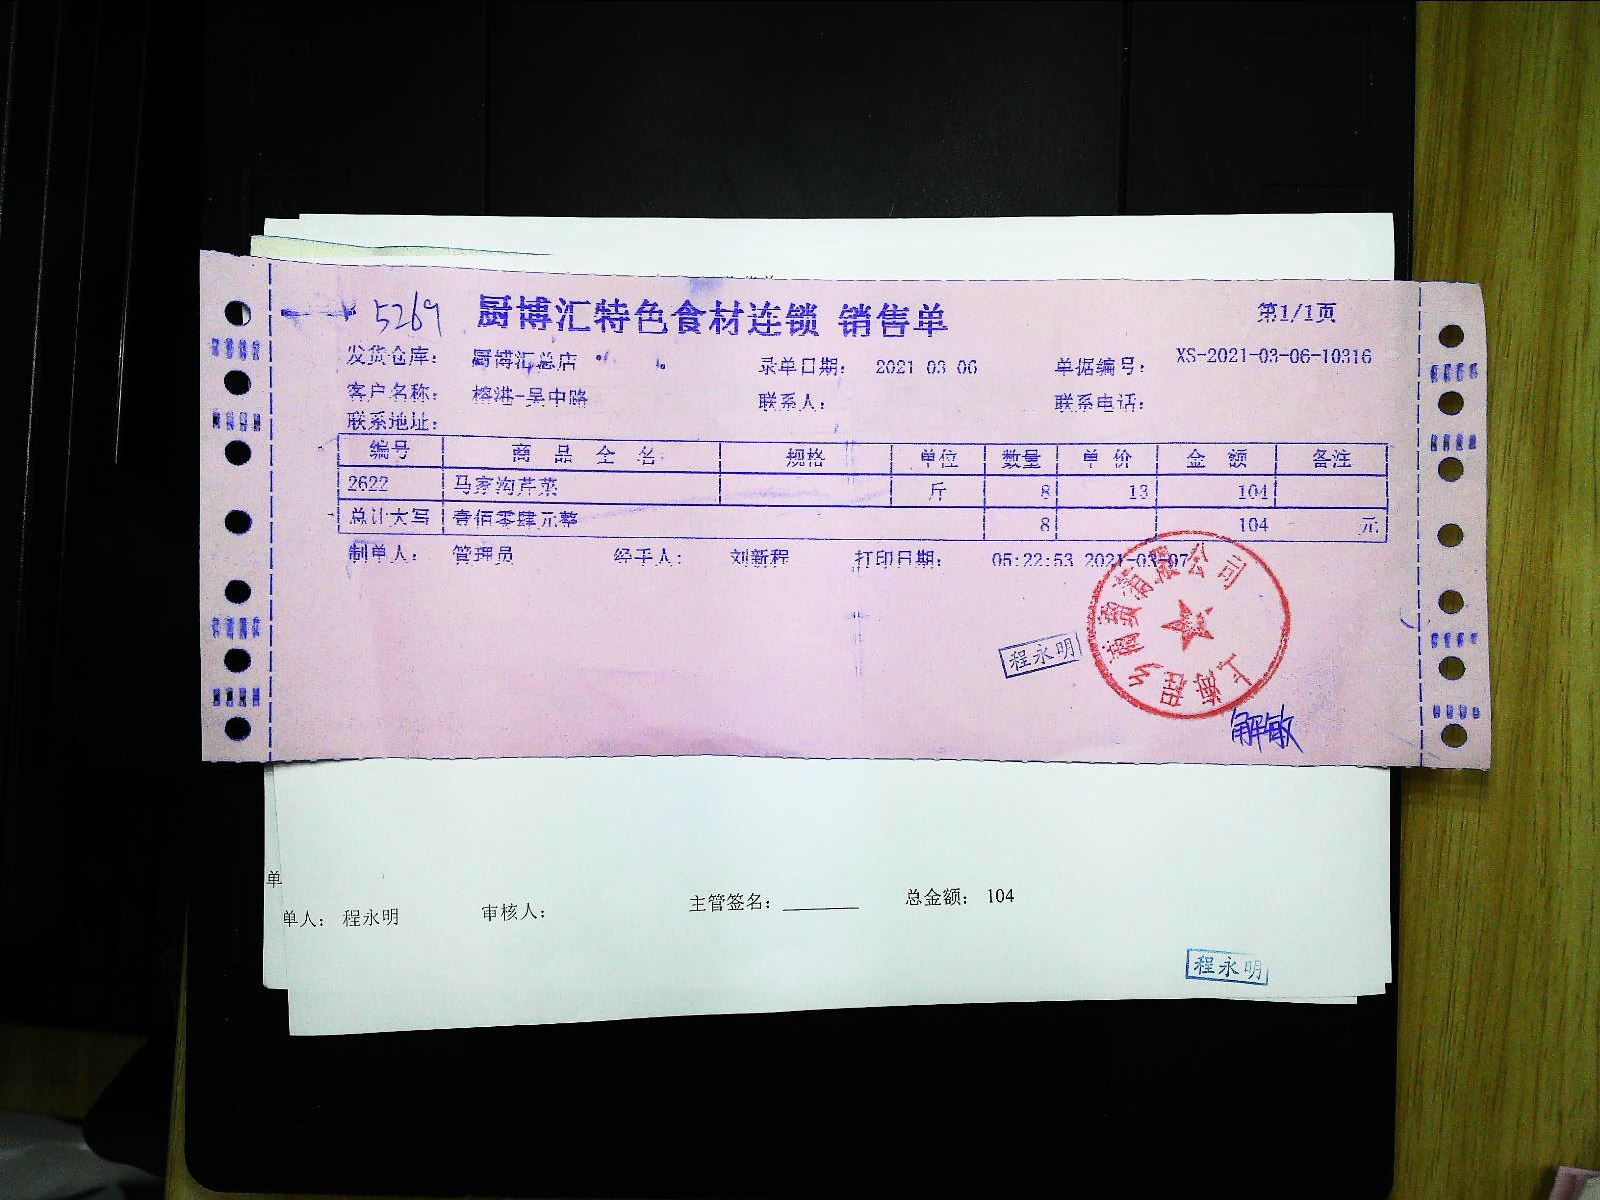 5269 厨博汇特色食材连锁 销售单 第1/1页
发货仓库： 厨博汇总店 录单日期： 2021 03 06 单据编号： XS-2021-03-06-10316
客户名称： 榕港-吴中路 联系人： 联系电话：
联系地址：
编号 商品全名 规格 单位 数量 单价 金额 备注
2622 马家沟芹菜 斤 8 13 104
总计大写 壹佰零肆元整 8 104 元
制单人： 管理员 经手人： 刘新程 打印日期： 05:22:53 2021-03-07
程永明
解敏
单
单人： 程永明 审核人： 主管签名：________ 总金额： 104
程永明